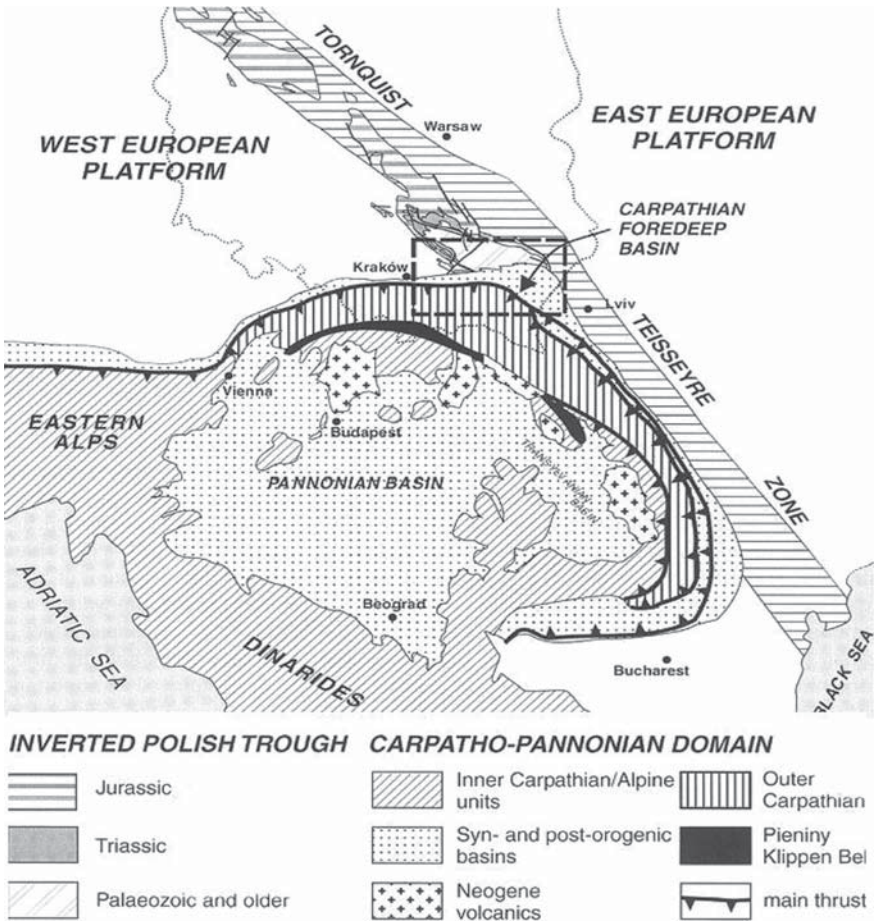 TORNQUIST
Warsaw
EAST EUROPEAN
PLATFORM
WEST EUROPEAN
PLATFORM
CARPATHIAN
FOREDEEP
BASIN
Kraków
Lviv
TEISSEYRE
Vienna
EASTERN
ALPS
Budapest
PANNONIAN BASIN
TRANSYLVANIAN
BASIN
ZONE
ADRIATIC SEA
Beograd
DINARIDES
Bucharest
BLACK SEA
INVERTED POLISH TROUGH
CARPATHO-PANNONIAN DOMAIN
Jurassic
Inner Carpathian/Alpine
units
Outer
Carpathian
Triassic
Syn- and post-orogenic
basins
Pieniny
Klippen Bel
Palaeozoic and older
Neogene
volcanics
main thrust